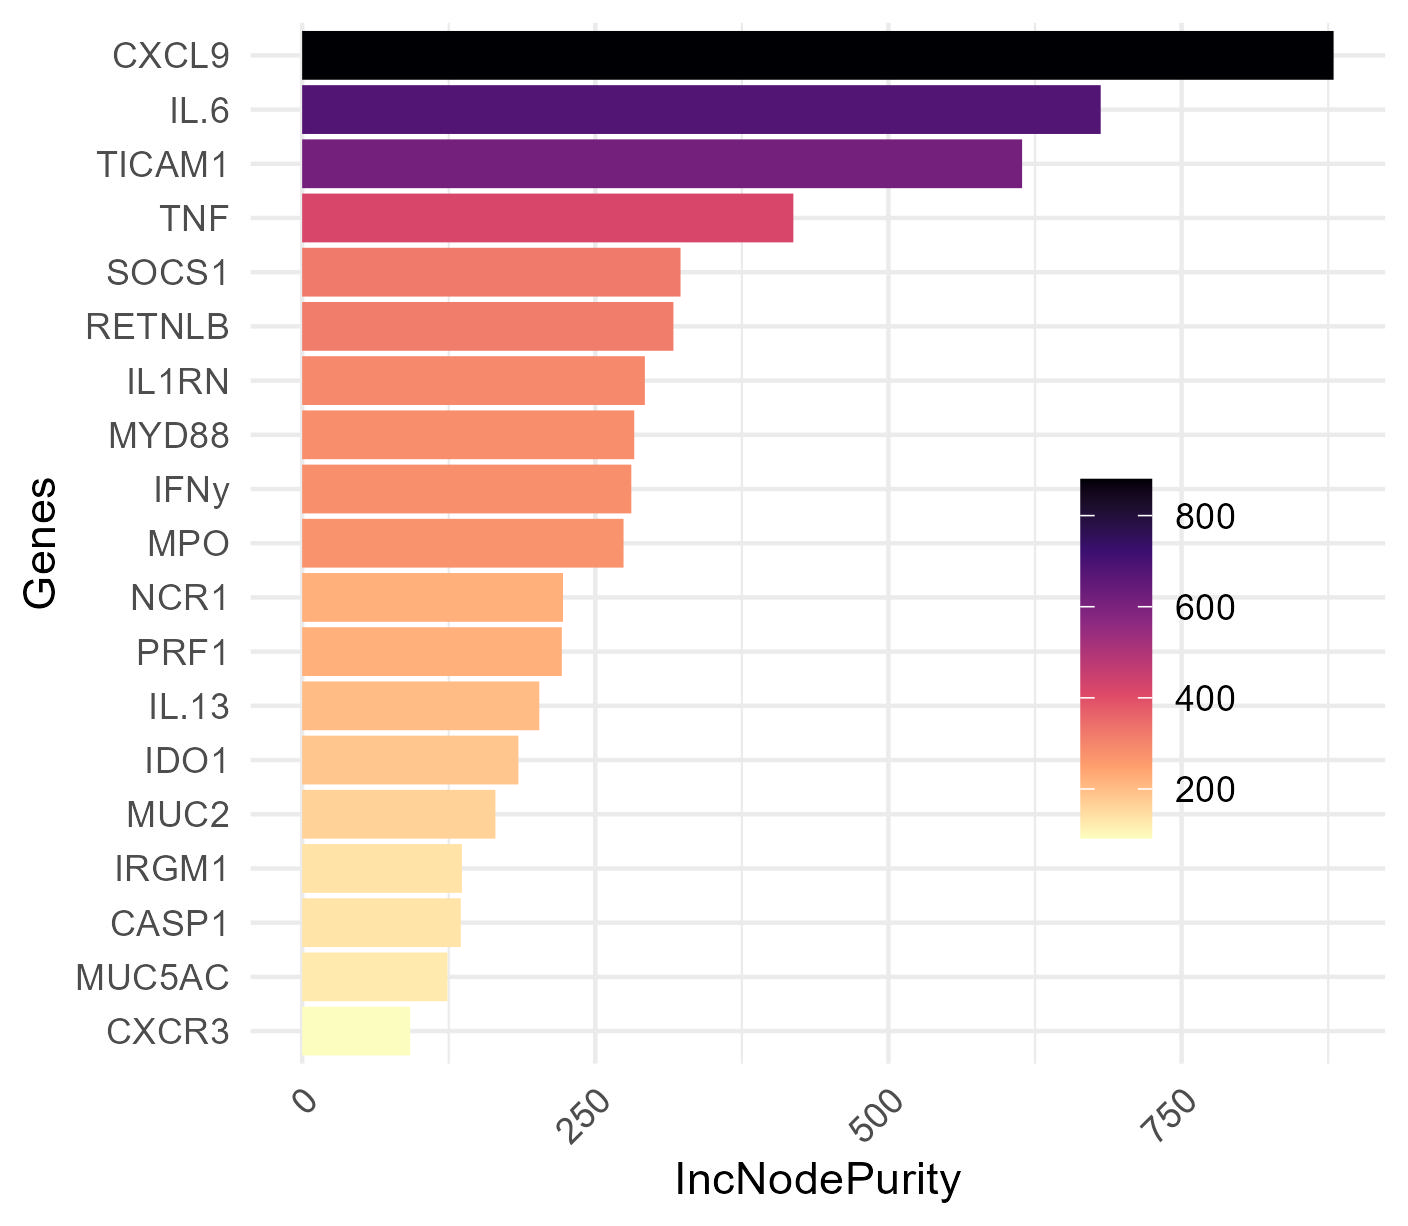 CXCL9
IL.6
TICAM1
TNF
SOCS1
RETNLB
IL1RN
MYD88
IFNy
MPO
NCR1
PRF1
IL.13
IDO1
MUC2
IRGM1
CASP1
MUC5AC
CXCR3
Genes
800
600
400
200
0 250 500 750
IncNodePurity